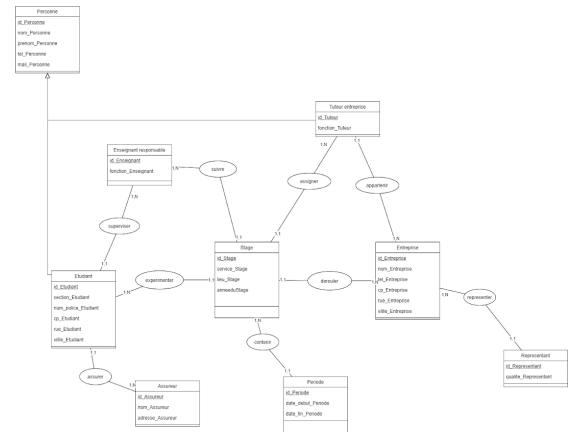 Personne
id_Personne
nom_Personne
prenom_Personne
tel_Personne
mail_Personne
Tuteur entreprise
id_Tuteur
fonction_Tuteur
1,N
1,1
Enseignant responsable
id_Enseignant
fonction_Enseignant
1,N
1,N
suivre
assigner
appartenir
superviser
1,1
1,1
1,1
1,N
Stage
id_Stage
service_Stage
lieu_Stage
anneeduStage
Entreprise
id_Entreprise
nom_Entreprise
tel_Entreprise
cp_Entreprise
rue_Entreprise
ville_Entreprise
Etudiant
id_Etudiant
section_Etudiant
num_police_Etudiant
cp_Etudiant
rue_Etudiant
ville_Etudiant
experimenter
1,1
1,N
1,1
derouler
1,N
1,N
representer
1,1
1,N
contenir
1,1
Representant
id_Representant
qualite_Representant
1,1
assurer
1,N
Assureur
id_Assureur
nom_Assureur
adresse_Assureur
Periode
id_Periode
date_debut_Periode
date_fin_Periode